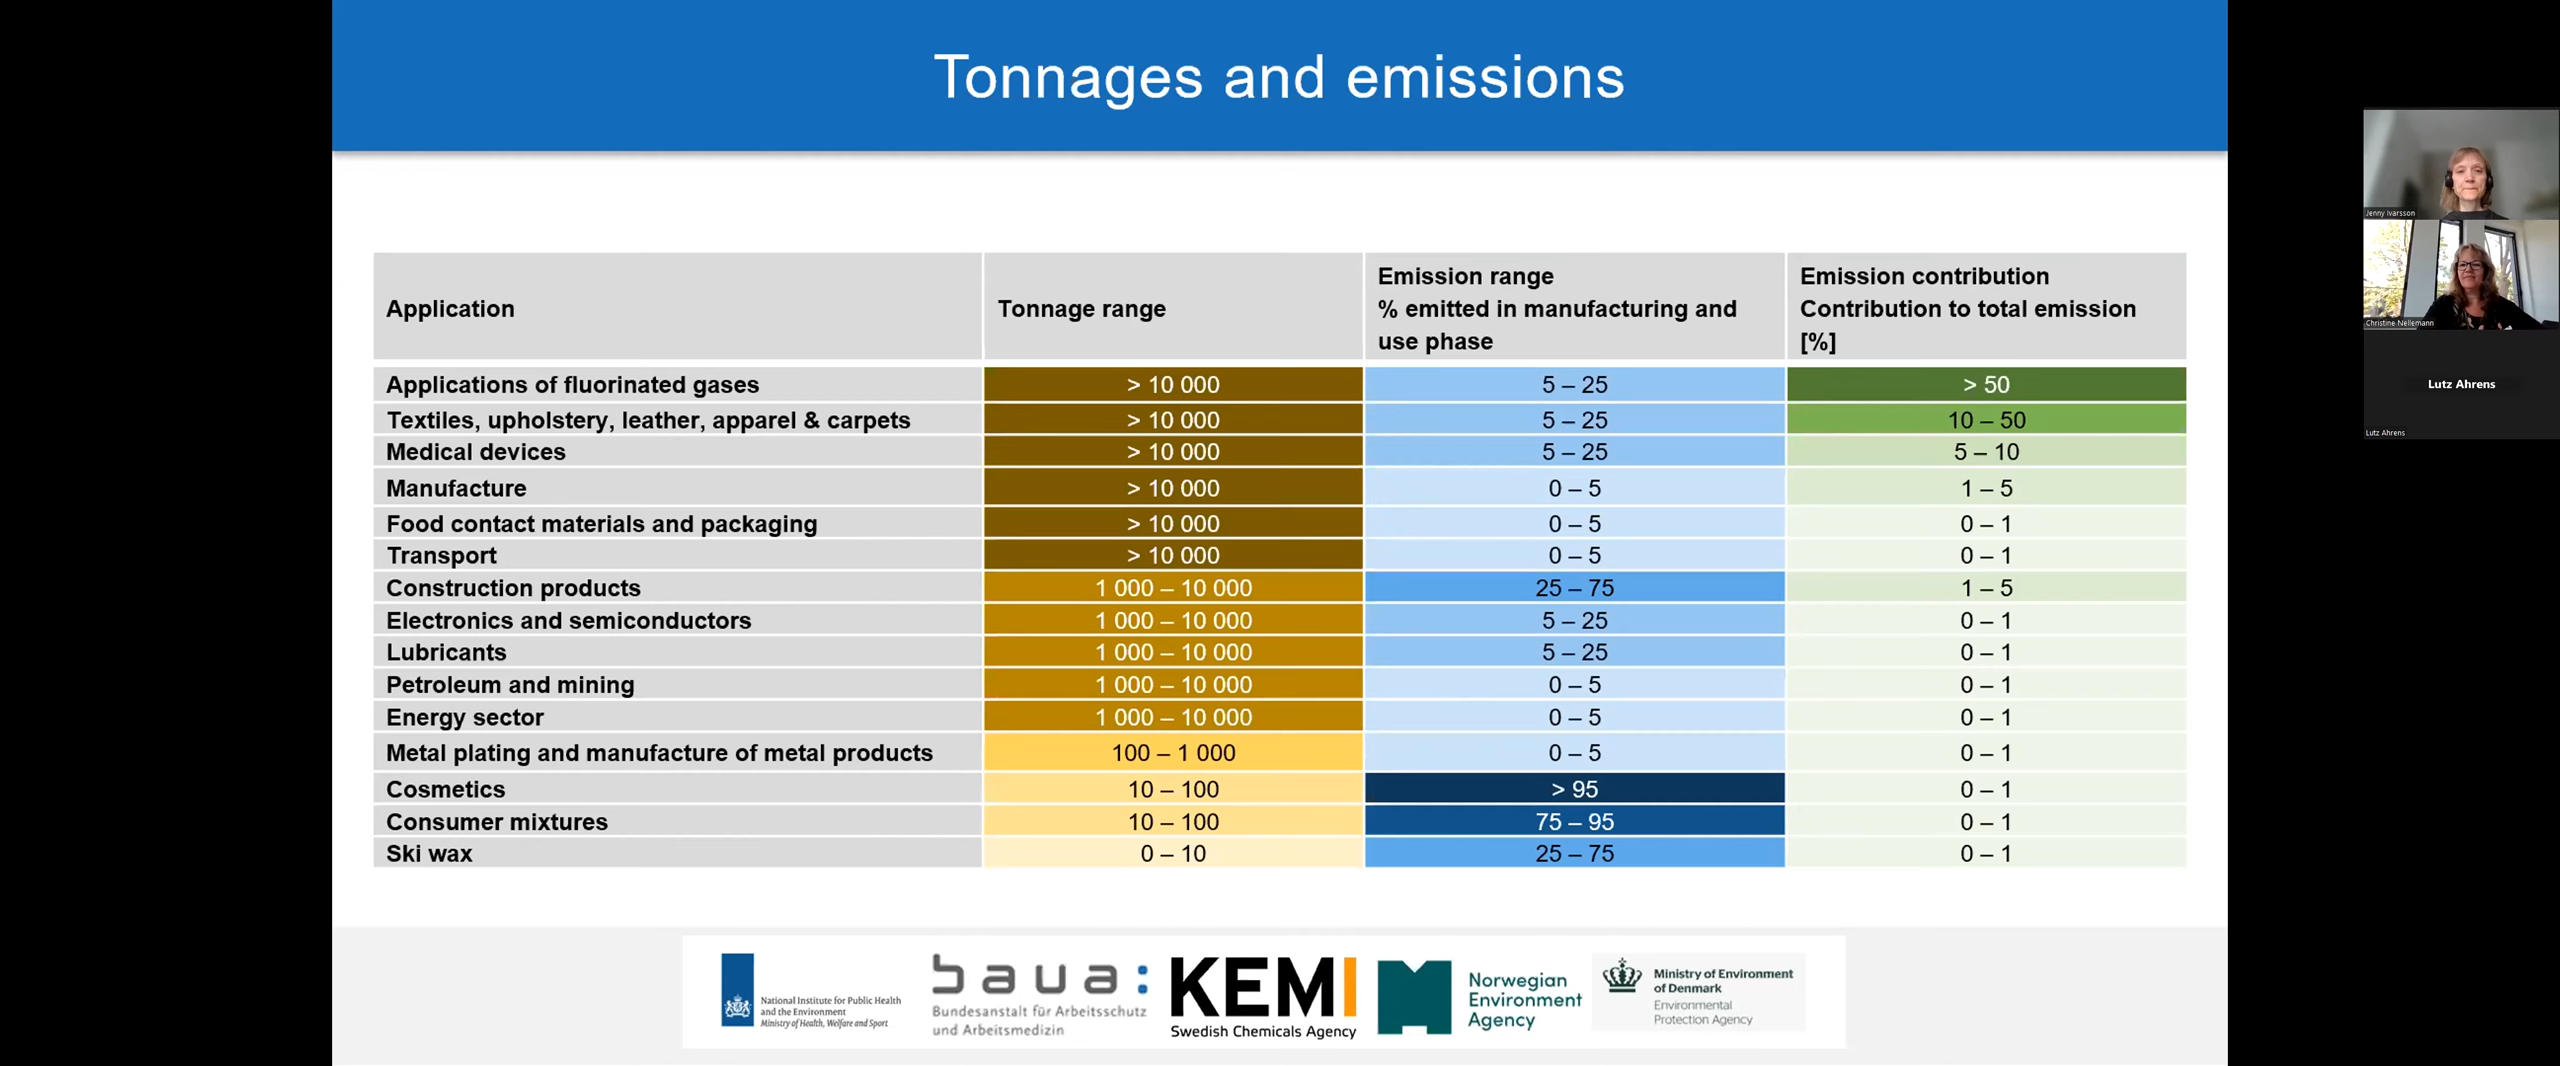 Tonnages and emissions
Application
Tonnage range
Emission range
% emitted in manufacturing and
use phase
Emission contribution
Contribution to total emission
[%]
Applications of fluorinated gases > 10 000 5 – 25 > 50
Textiles, upholstery, leather, apparel & carpets > 10 000 5 – 25 10 – 50
Medical devices > 10 000 5 – 25 5 – 10
Manufacture > 10 000 0 – 5 1 – 5
Food contact materials and packaging > 10 000 0 – 5 0 – 1
Transport > 10 000 0 – 5 0 – 1
Construction products 1 000 – 10 000 25 – 75 1 – 5
Electronics and semiconductors 1 000 – 10 000 5 – 25 0 – 1
Lubricants 1 000 – 10 000 5 – 25 0 – 1
Petroleum and mining 1 000 – 10 000 0 – 5 0 – 1
Energy sector 1 000 – 10 000 0 – 5 0 – 1
Metal plating and manufacture of metal products 100 – 1 000 0 – 5 0 – 1
Cosmetics 10 – 100 > 95 0 – 1
Consumer mixtures 10 – 100 75 – 95 0 – 1
Ski wax 0 – 10 25 – 75 0 – 1
National Institute for Public Health
and the Environment
Ministry of Health, Welfare and Sport
baua:
Bundesanstalt für Arbeitsschutz
und Arbeitsmedizin
KEMI
Swedish Chemicals Agency
Norwegian
Environment
Agency
Ministry of Environment
of Denmark
Environmental
Protection Agency
Jenny Ivarsson
Christine Nellemann
Lutz Ahrens
Lutz Ahrens